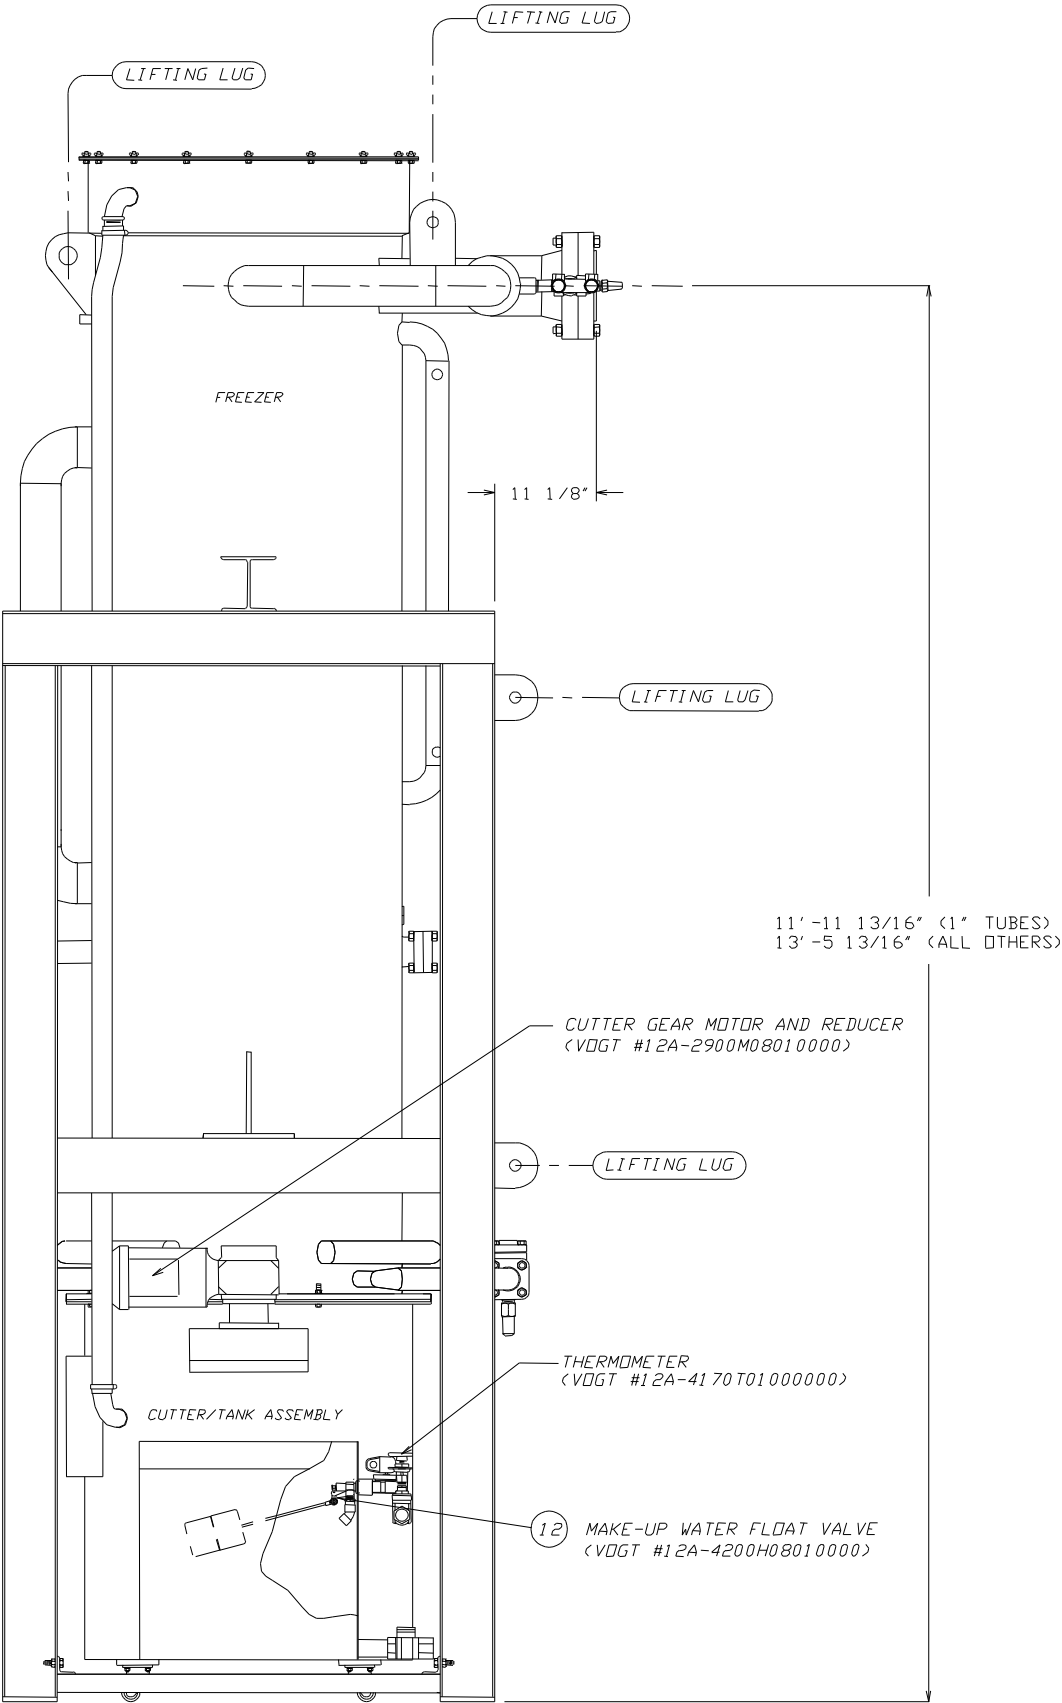 LIFTING LUG
LIFTING LUG
FREEZER
11 1/8"
LIFTING LUG
11'-11 13/16" (1" TUBES)
13'-5 13/16" (ALL OTHERS)
CUTTER GEAR MOTOR AND REDUCER
(VOGT #12A-2900M08010000)
LIFTING LUG
THERMOMETER
(VOGT #12A-4170T01000000)
CUTTER/TANK ASSEMBLY
12
MAKE-UP WATER FLOAT VALVE
(VOGT #12A-4200H08010000)